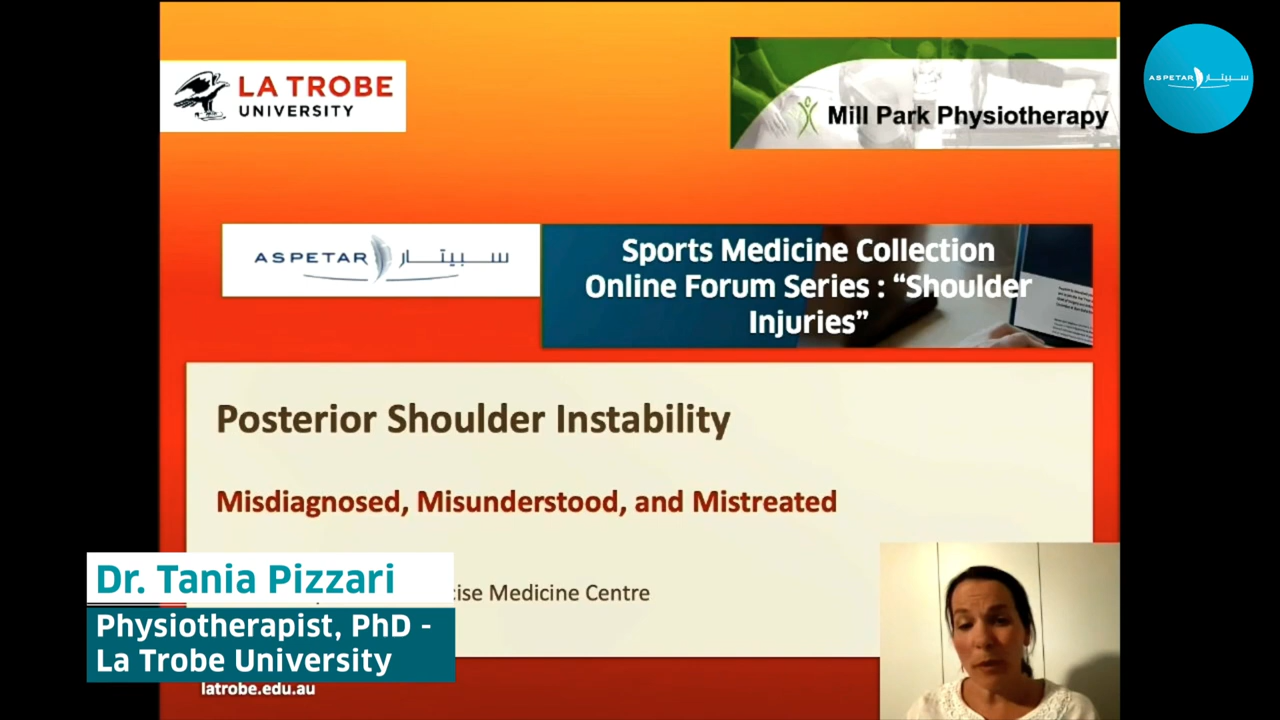 LA TROBE
UNIVERSITY
Mill Park Physiotherapy
ASPETAR سبيتار
ASPETAR سبيتار
Sports Medicine Collection
Online Forum Series : “Shoulder
Injuries”
Posterior Shoulder Instability
Misdiagnosed, Misunderstood, and Mistreated
Dr. Tania Pizzari
Medicine Centre
Physiotherapist, PhD -
La Trobe University
latrobe.edu.au